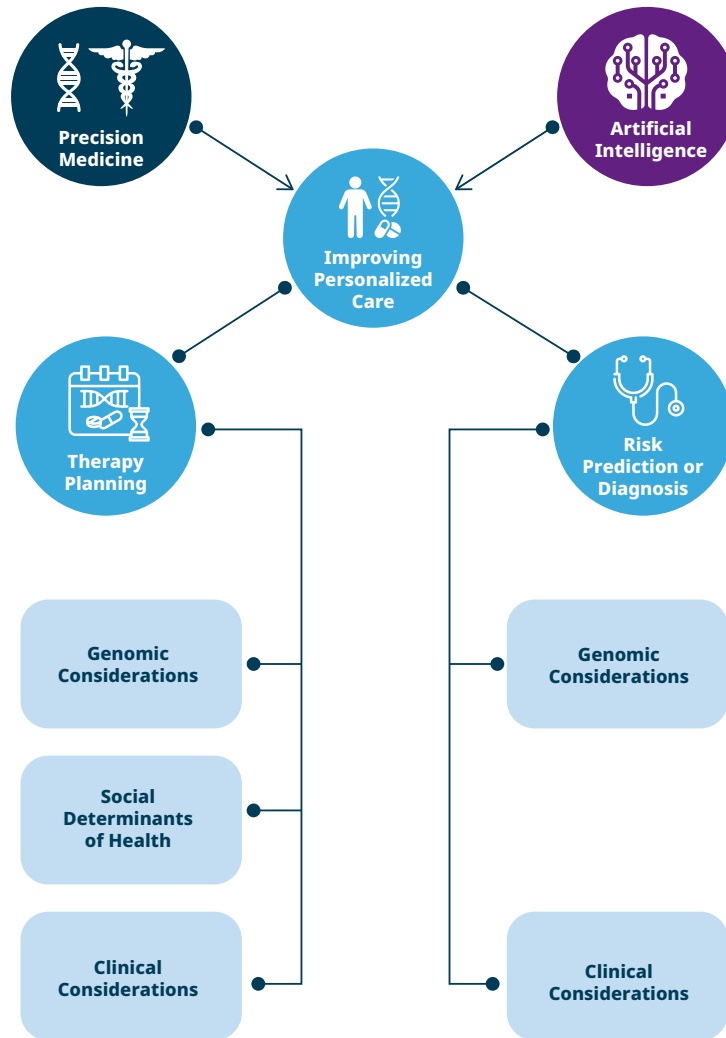 Precision
Medicine
Artificial
Intelligence
Improving
Personalized
Care
Therapy
Planning
Risk
Prediction or
Diagnosis
Genomic
Considerations
Genomic
Considerations
Social
Determinants
of Health
Clinical
Considerations
Clinical
Considerations